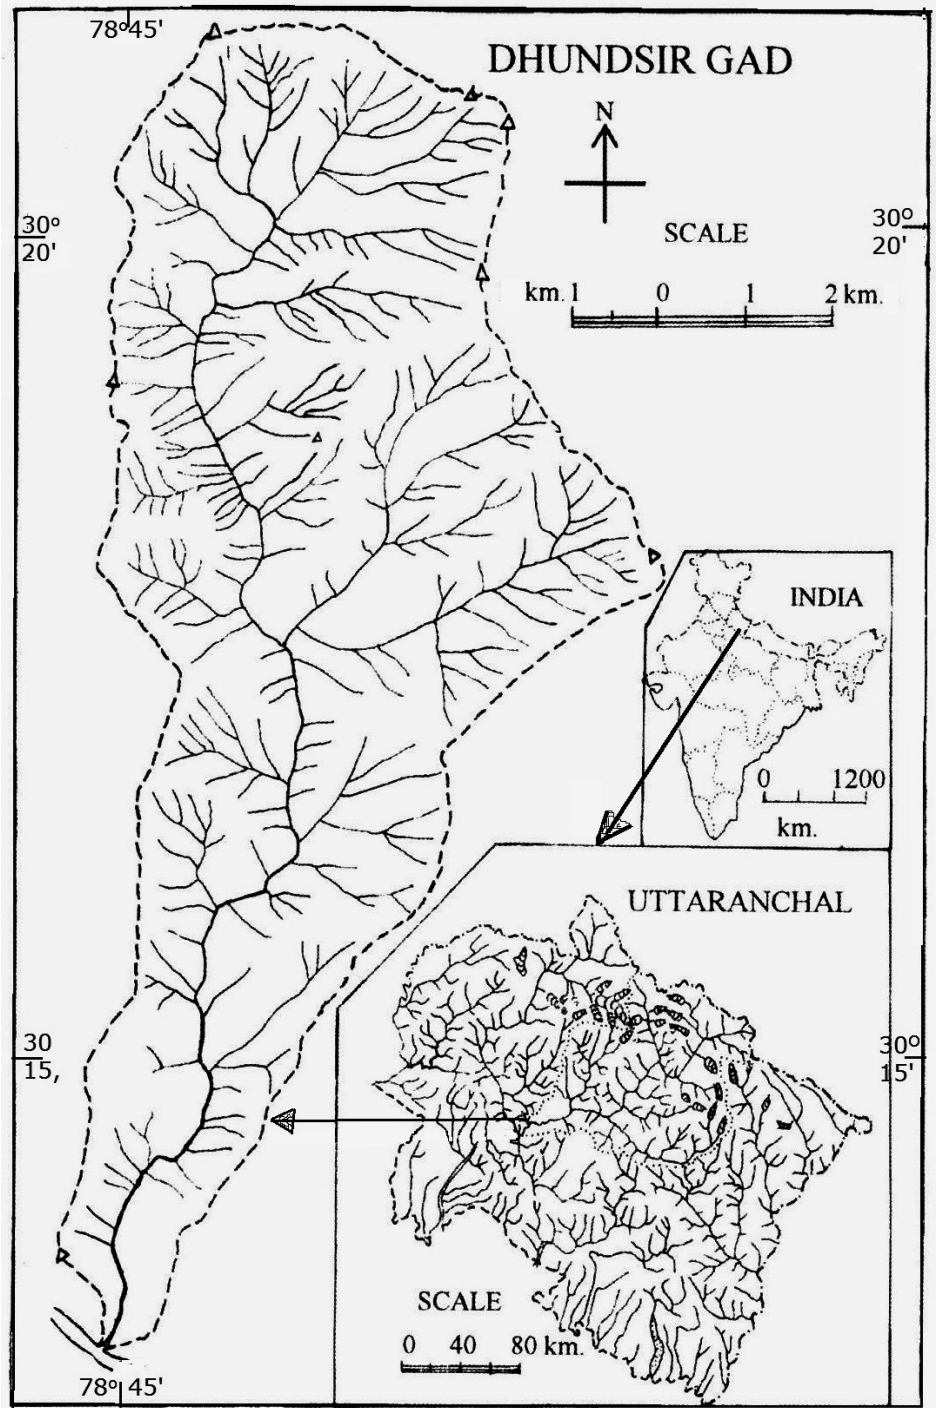 78°45'
DHUNDSIR GAD
N
30°
20'
30°
20'
SCALE
km. 1 0 1 2 km.
INDIA
0 1200
km.
UTTARANCHAL
30
15,
30°
15'
SCALE
0 40 80 km.
78° 45'